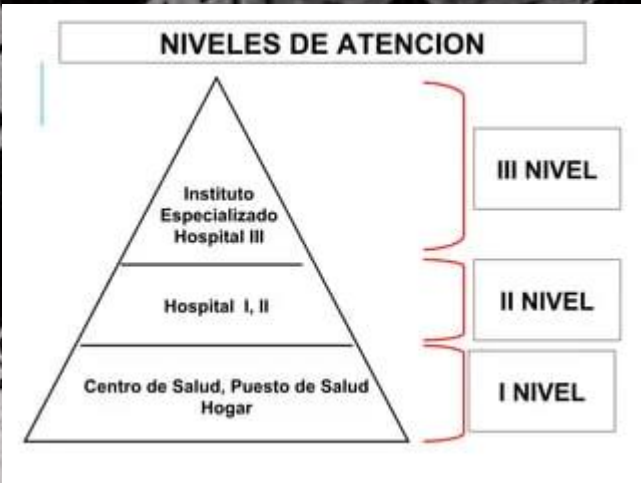 NIVELES DE ATENCION
Instituto
Especializado
Hospital III
III NIVEL
Hospital I, II
II NIVEL
Centro de Salud, Puesto de Salud
Hogar
I NIVEL